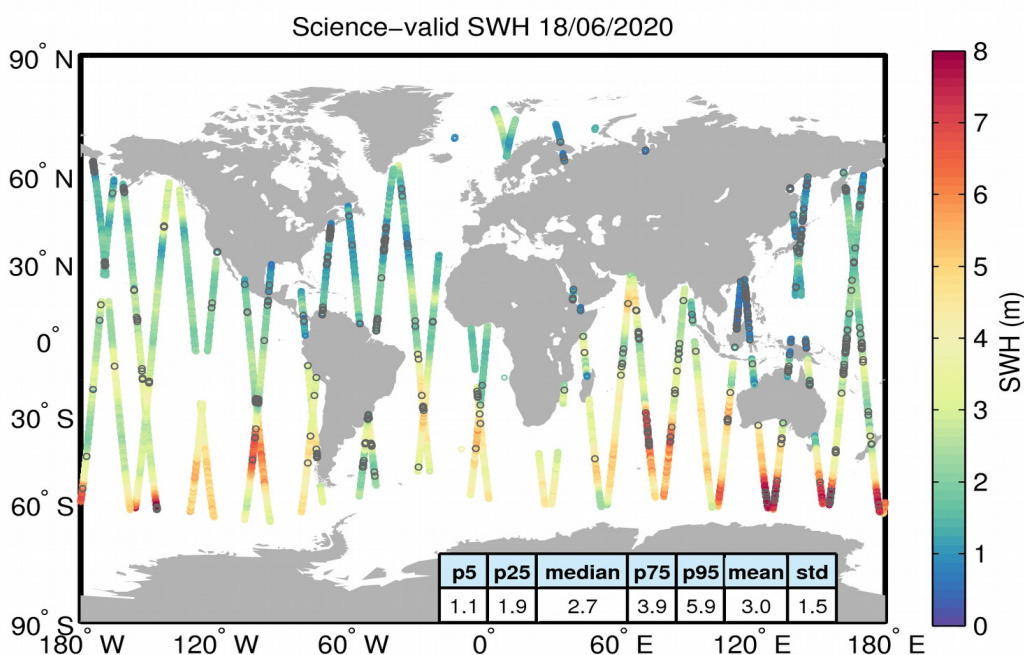 Science−valid SWH 18/06/2020
90° N
60° N
30° N
0°
30° S
60° S
90° S
180° W
120° W
60° W
0°
60° E
120° E
180° E
p5 p25 median p75 p95 mean std
1.1 1.9 2.7 3.9 5.9 3.0 1.5
8
7
6
5
4
3
2
1
0
SWH (m)